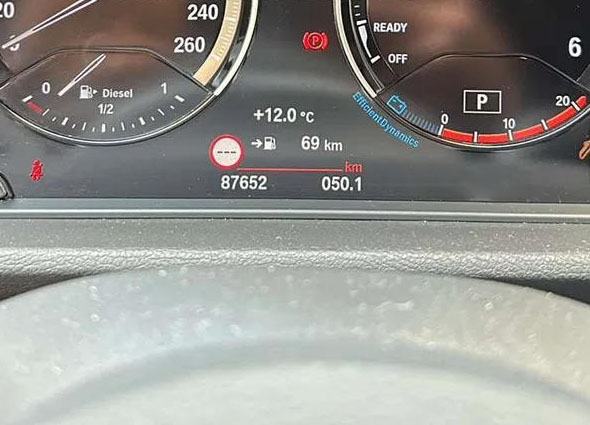 20
240
260
0
Diesel
1
1/2
READY
OFF
6
P
P
EfficientDynamics
0
10
20
+12.0 °C
---
69 km
km
87652 050.1